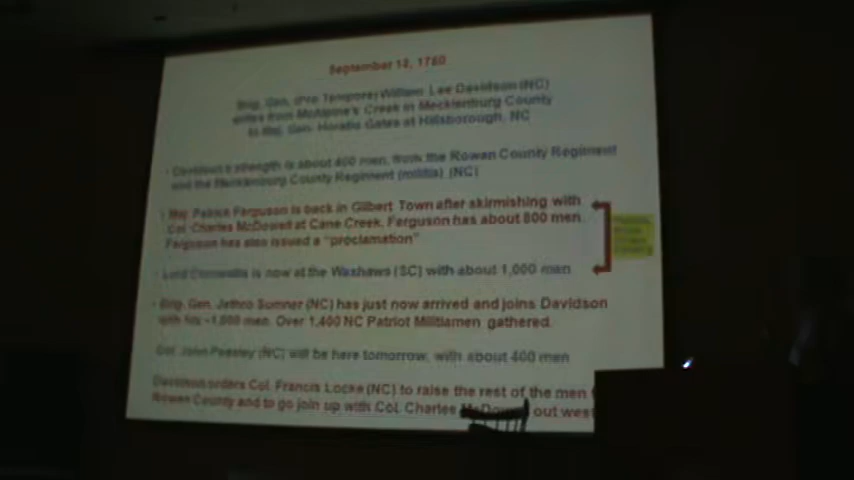 September 18, 1780
Brig. Gen. (Pro Tempore) William Lee Davidson (NC)
writes from McAlpine's Creek in Mecklenburg County
to Maj. Gen. Horatio Gates at Hillsborough, NC
Davidson's strength is about 400 men, from the Rowan County Regiment
and the Mecklenburg County Regiment (militia) (NC)
Maj. Patrick Ferguson is back in Gilbert Town after skirmishing with
Col. Charles McDowell at Cane Creek. Ferguson has about 800 men.
Ferguson has also issued a "proclamation"
Lord Cornwallis is now at the Waxhaws (SC) with about 1,000 men
Brig. Gen. Jethro Sumner (NC) has just now arrived and joins Davidson
with his ~1,000 men. Over 1,400 NC Patriot Militiamen gathered.
Col. John Peasley (NC) will be here tomorrow, with about 400 men
Davidson orders Col. Francis Locke (NC) to raise the rest of the men
Rowan County and to go join up with Col. Charles McDowell out west